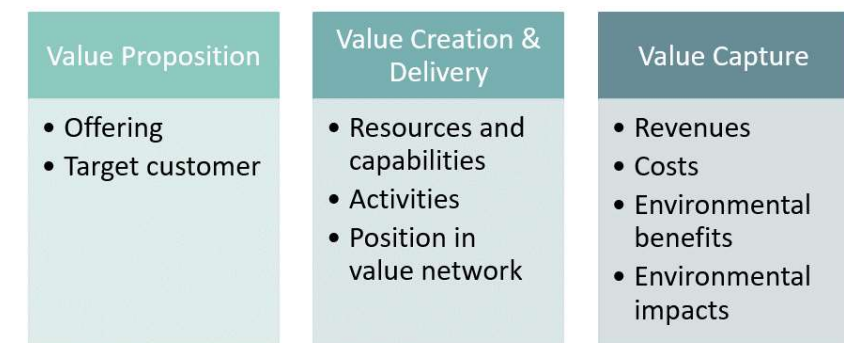 Value Proposition
• Offering
• Target customer
Value Creation &
Delivery
• Resources and
capabilities
• Activities
• Position in
value network
Value Capture
• Revenues
• Costs
• Environmental
benefits
• Environmental
impacts